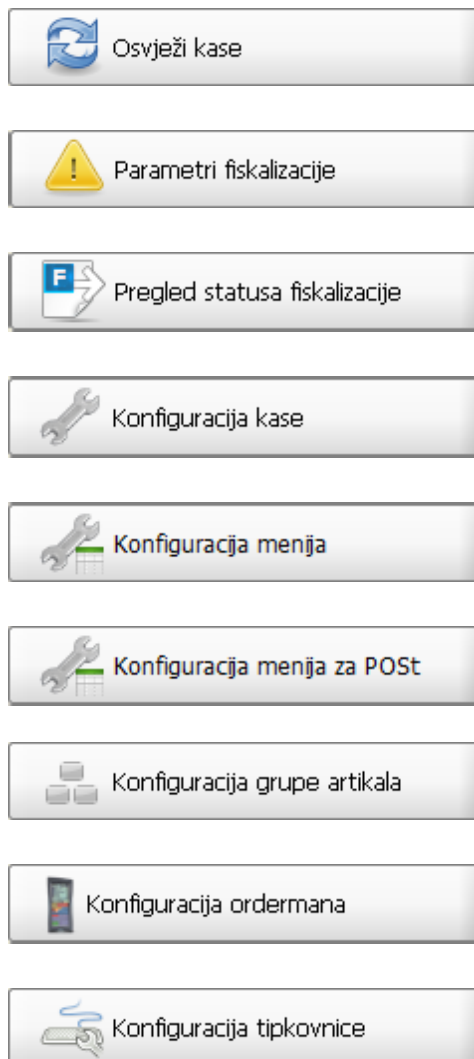 Osvježi kase
!
Parametri fiskalizacije
F
Pregled statusa fiskalizacije
Konfiguracija kase
Konfiguracija menija
Konfiguracija menija za POSt
Konfiguracija grupe artikala
Konfiguracija ordermana
Konfiguracija tipkovnice